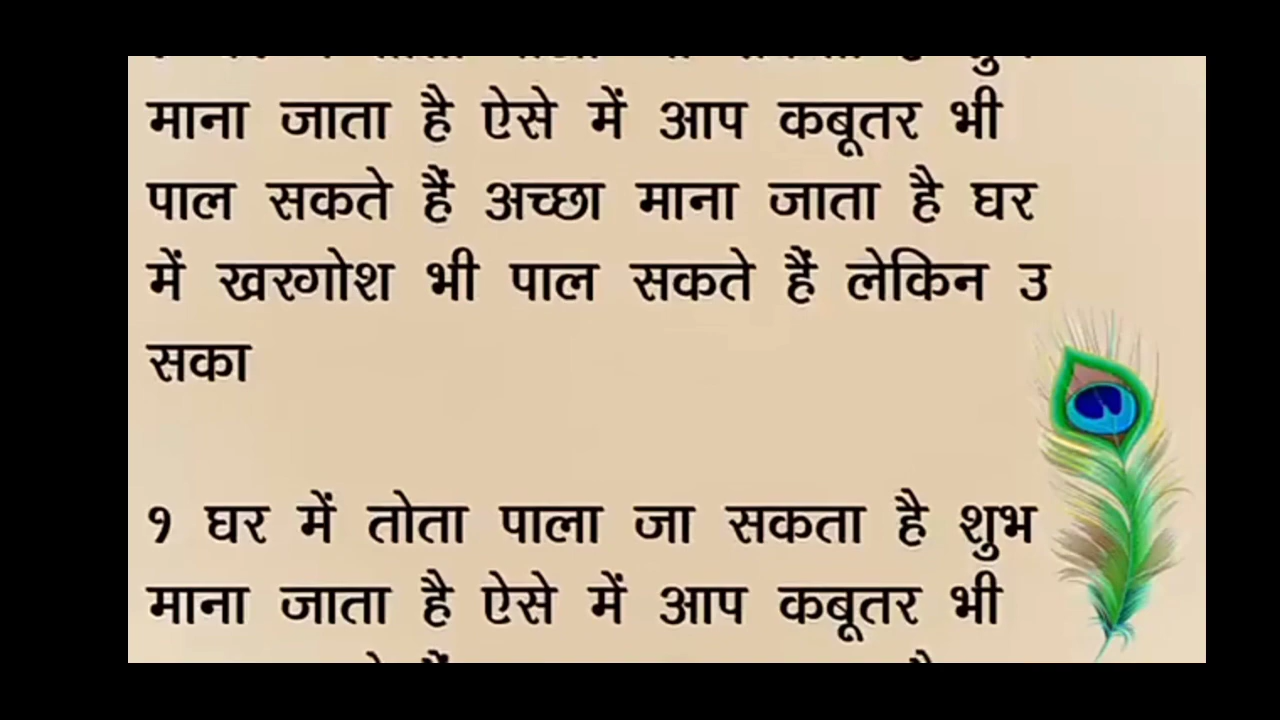 माना जाता है ऐसे में आप कबूतर भी
पाल सकते हैं अच्छा माना जाता है घर
में खरगोश भी पाल सकते हैं लेकिन उ
सका
१ घर में तोता पाला जा सकता है शुभ
माना जाता है ऐसे में आप कबूतर भी